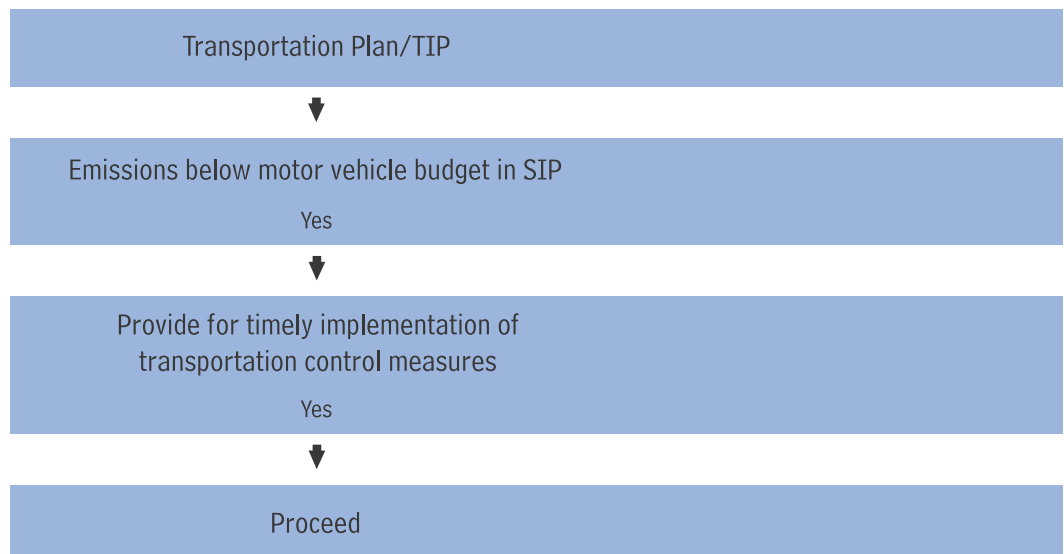 Transportation Plan/TIP
Emissions below motor vehicle budget in SIP
Yes
Provide for timely implementation of
transportation control measures
Yes
Proceed